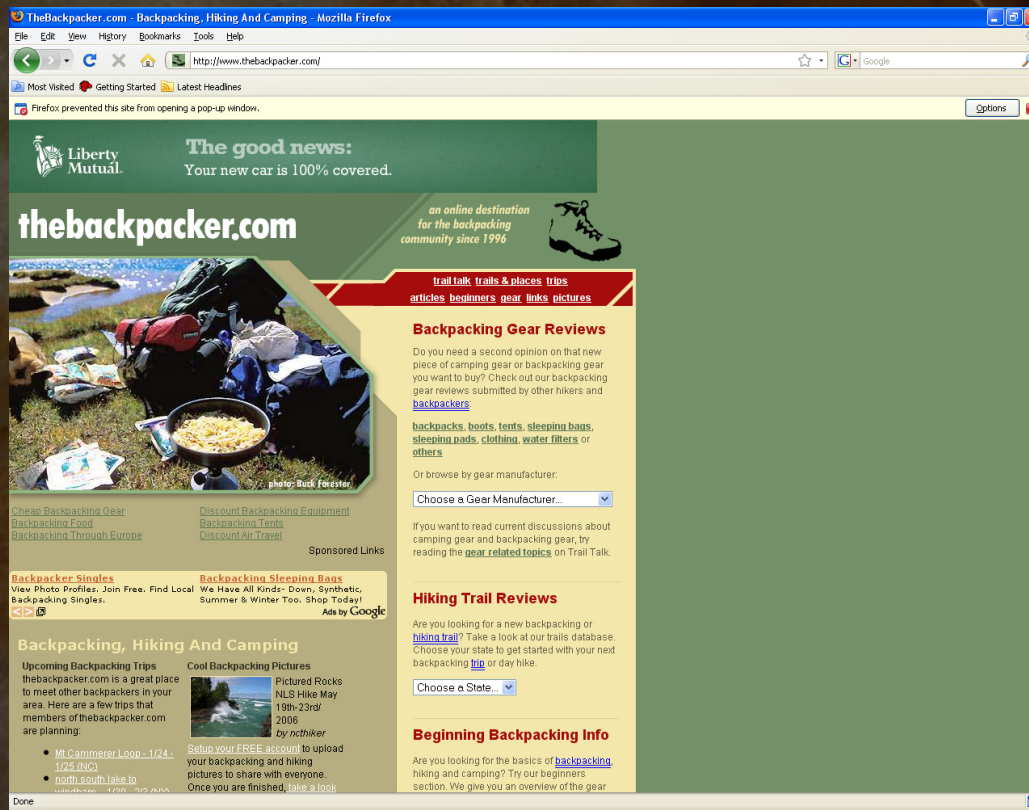 TheBackpacker.com - Backpacking, Hiking And Camping - Mozilla Firefox
File Edit View History Bookmarks Tools Help
http://www.thebackpacker.com/
G Google
Most Visited Getting Started Latest Headlines
Firefox prevented this site from opening a pop-up window.
Options
Liberty
Mutual.
The good news:
Your new car is 100% covered.
thebackpacker.com
an online destination
for the backpacking
community since 1996
trail talk trails & places trips
articles beginners gear links pictures
photo: Buck Forester
Cheap Backpacking Gear
Backpacking Food
Backpacking Through Europe
Discount Backpacking Equipment
Backpacking Tents
Discount Air Travel
Sponsored Links
Backpacker Singles
View Photo Profiles. Join Free. Find Local
Backpacking Singles.
Backpacking Sleeping Bags
We Have All Kinds- Down, Synthetic,
Summer & Winter Too. Shop Today!
Ads by Google
Backpacking, Hiking And Camping
Upcoming Backpacking Trips
thebackpacker.com is a great place
to meet other backpackers in your
area. Here are a few trips that
members of thebackpacker.com
are planning:
Mt Cammerer Loop - 1/24 -
1/25 (NC)
north south lake to
windham - 1/30 - 2/3 (NY)
Cool Backpacking Pictures
Pictured Rocks
NLS Hike May
19th-23rd/
2006
by ncthiker
Setup your FREE account to upload
your backpacking and hiking
pictures to share with everyone.
Once you are finished, take a look
Backpacking Gear Reviews
Do you need a second opinion on that new
piece of camping gear or backpacking gear
you want to buy? Check out our backpacking
gear reviews submitted by other hikers and
backpackers:
backpacks, boots, tents, sleeping bags,
sleeping pads, clothing, water filters or
others
Or browse by gear manufacturer:
Choose a Gear Manufacturer...
If you want to read current discussions about
camping gear and backpacking gear, try
reading the gear related topics on Trail Talk.
Hiking Trail Reviews
Are you looking for a new backpacking or
hiking trail? Take a look at our trails database.
Choose your state to get started with your next
backpacking trip or day hike.
Choose a State...
Beginning Backpacking Info
Are you looking for the basics of backpacking,
hiking and camping? Try our beginners
section. We give you an overview of the gear
Done